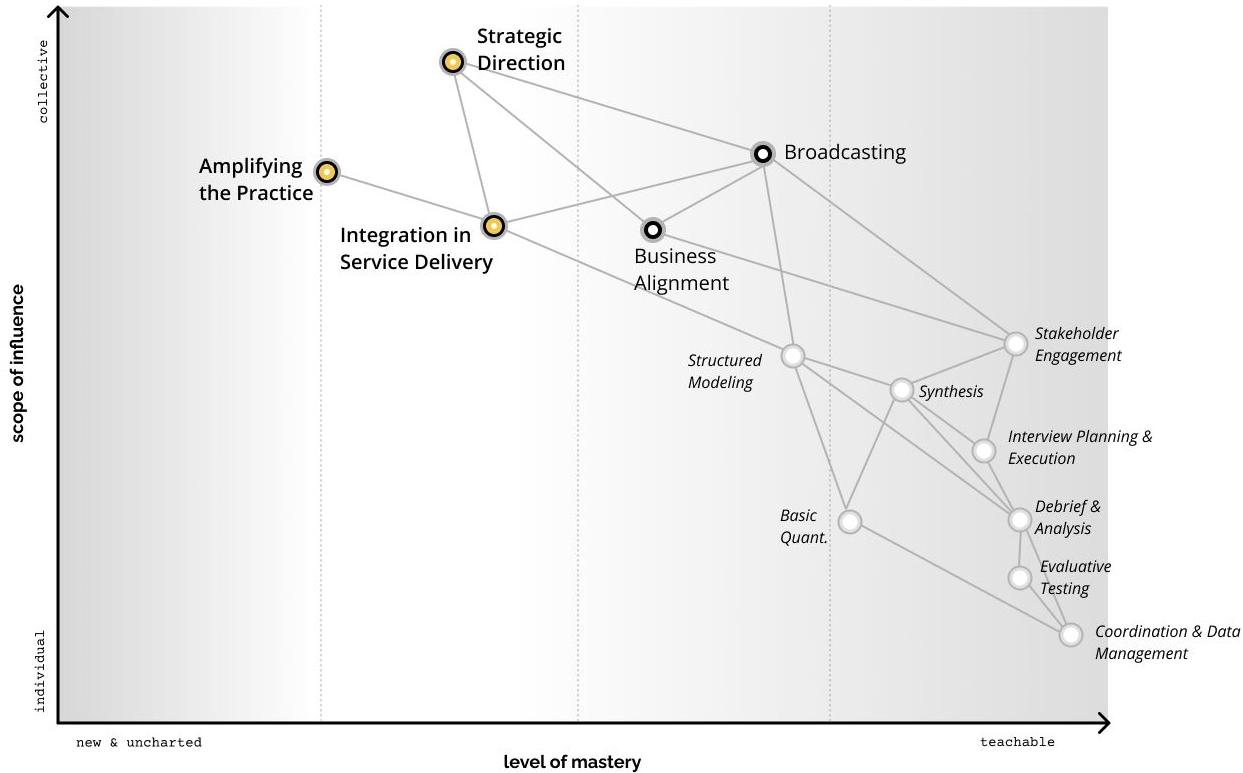 collective
Strategic
Direction
Broadcasting
Amplifying
the Practice
Integration in
Service Delivery
Business
Alignment
scope of influence
Stakeholder
Engagement
Structured
Modeling
Synthesis
Interview Planning &
Execution
Basic
Quant.
Debrief &
Analysis
Evaluative
Testing
Coordination & Data
Management
individual
new & uncharted
teachable
level of mastery